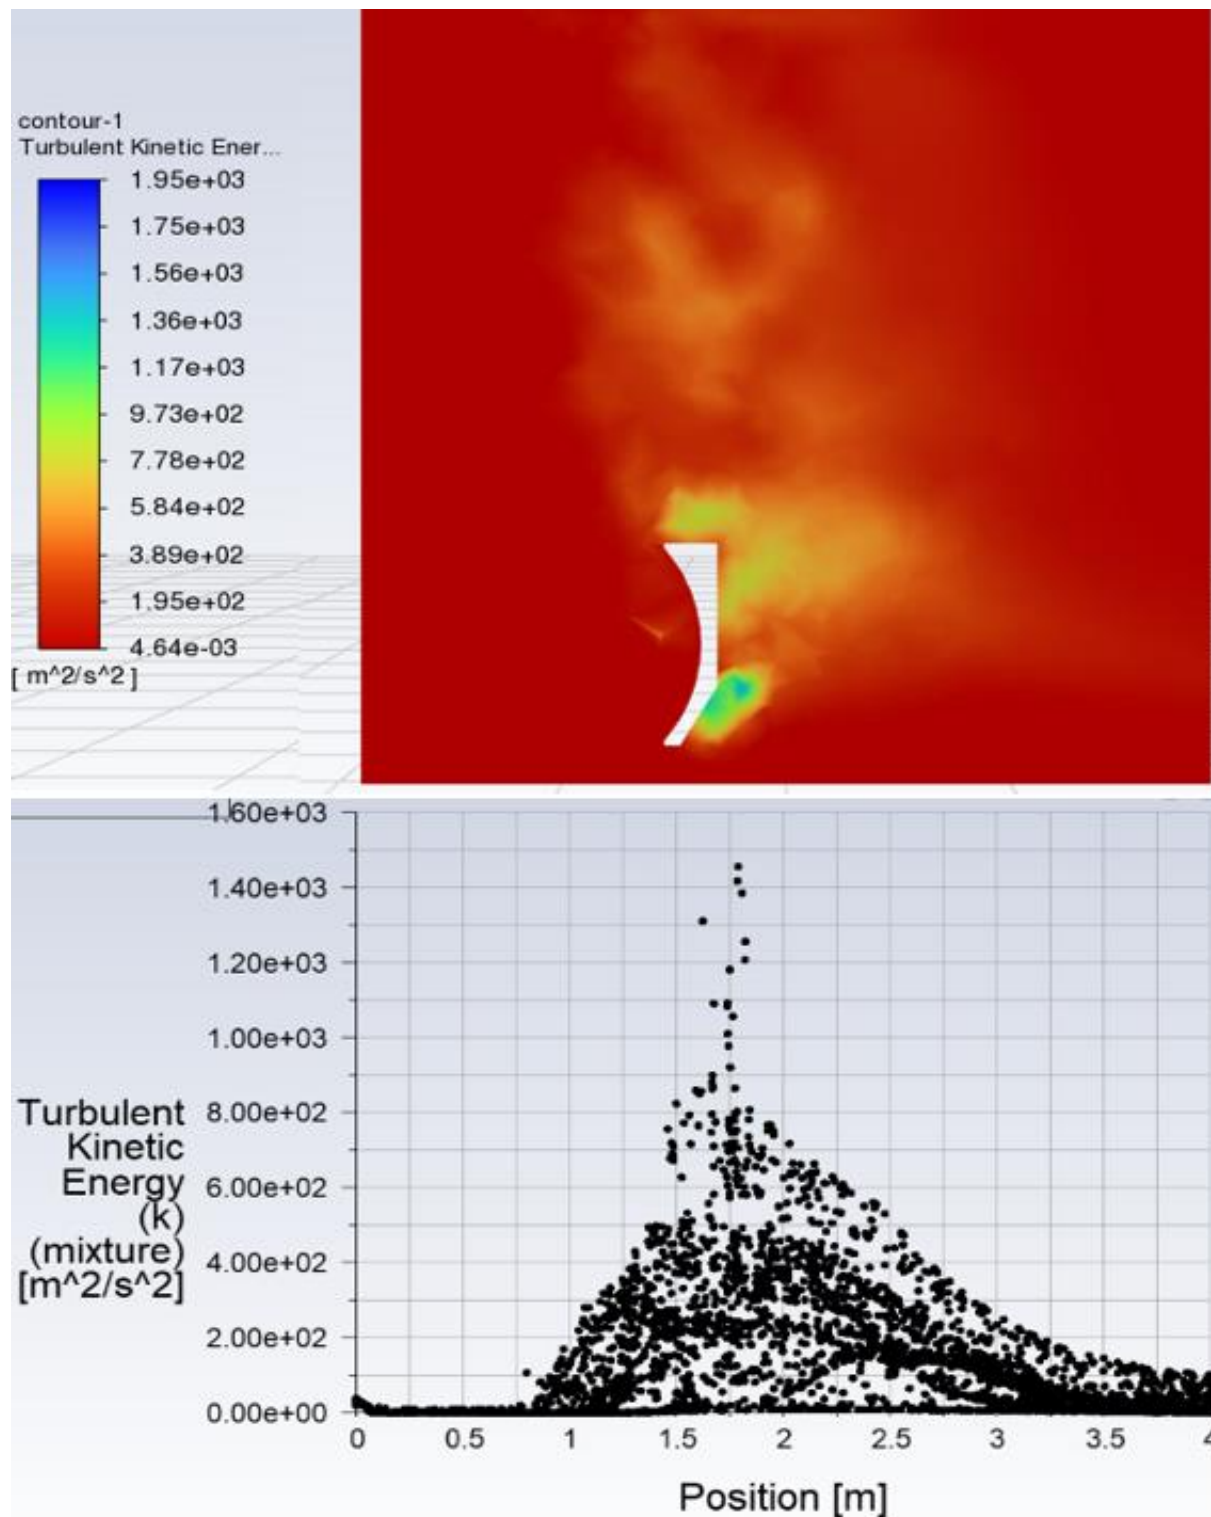 contour-1
Turbulent Kinetic Ener...
1.95e+03
1.75e+03
1.56e+03
1.36e+03
1.17e+03
9.73e+02
7.78e+02
5.84e+02
3.89e+02
1.95e+02
4.64e-03
[ m^2/s^2 ]
1.60e+03
1.40e+03
1.20e+03
1.00e+03
8.00e+02
6.00e+02
4.00e+02
2.00e+02
0.00e+00
Turbulent
Kinetic
Energy
(k)
(mixture)
[m^2/s^2]
0 0.5 1 1.5 2 2.5 3 3.5 4
Position [m]